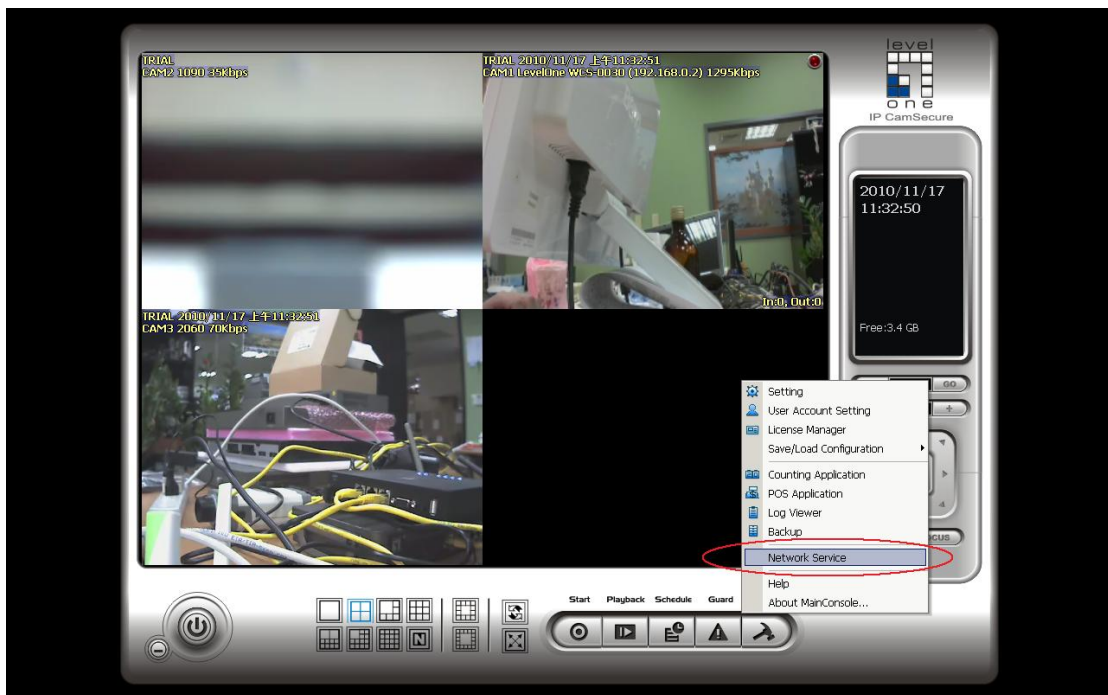 TRIAL
CAM2 1090 35Kbps
TRIAL 2010/11/17 上午11:32:51
CAM1 LevelOne WCS-0030 (192.168.0.2) 1295Kbps
In:0, Out:0
TRIAL 2010/11/17 上午11:32:51
CAM3 2060 70Kbps
level
one
IP CamSecure
2010/11/17
11:32:50
Free:3.4 GB
GO
+
Setting
User Account Setting
License Manager
Save/Load Configuration
Counting Application
POS Application
Log Viewer
Backup
Network Service
Help
About MainConsole...
Start Playback Schedule Guard
N